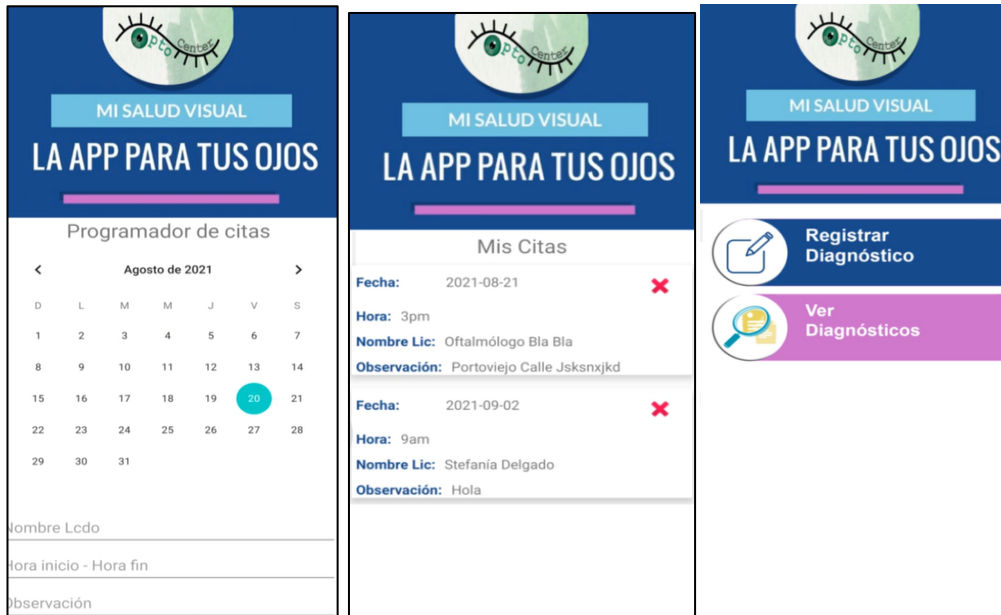 Opto Center
MI SALUD VISUAL
LA APP PARA TUS OJOS
Programador de citas
< Agosto de 2021 >
D L M M J V S
1 2 3 4 5 6 7
8 9 10 11 12 13 14
15 16 17 18 19 20 21
22 23 24 25 26 27 28
29 30 31
Nombre Lcdo
Hora inicio - Hora fin
Observación
Opto Center
MI SALUD VISUAL
LA APP PARA TUS OJOS
Mis Citas
Fecha: 2021-08-21
Hora: 3pm
Nombre Lic: Oftalmólogo Bla Bla
Observación: Portoviejo Calle Jsksnxjkd
Fecha: 2021-09-02
Hora: 9am
Nombre Lic: Stefanía Delgado
Observación: Hola
Opto Center
MI SALUD VISUAL
LA APP PARA TUS OJOS
Registrar
Diagnóstico
Ver
Diagnósticos